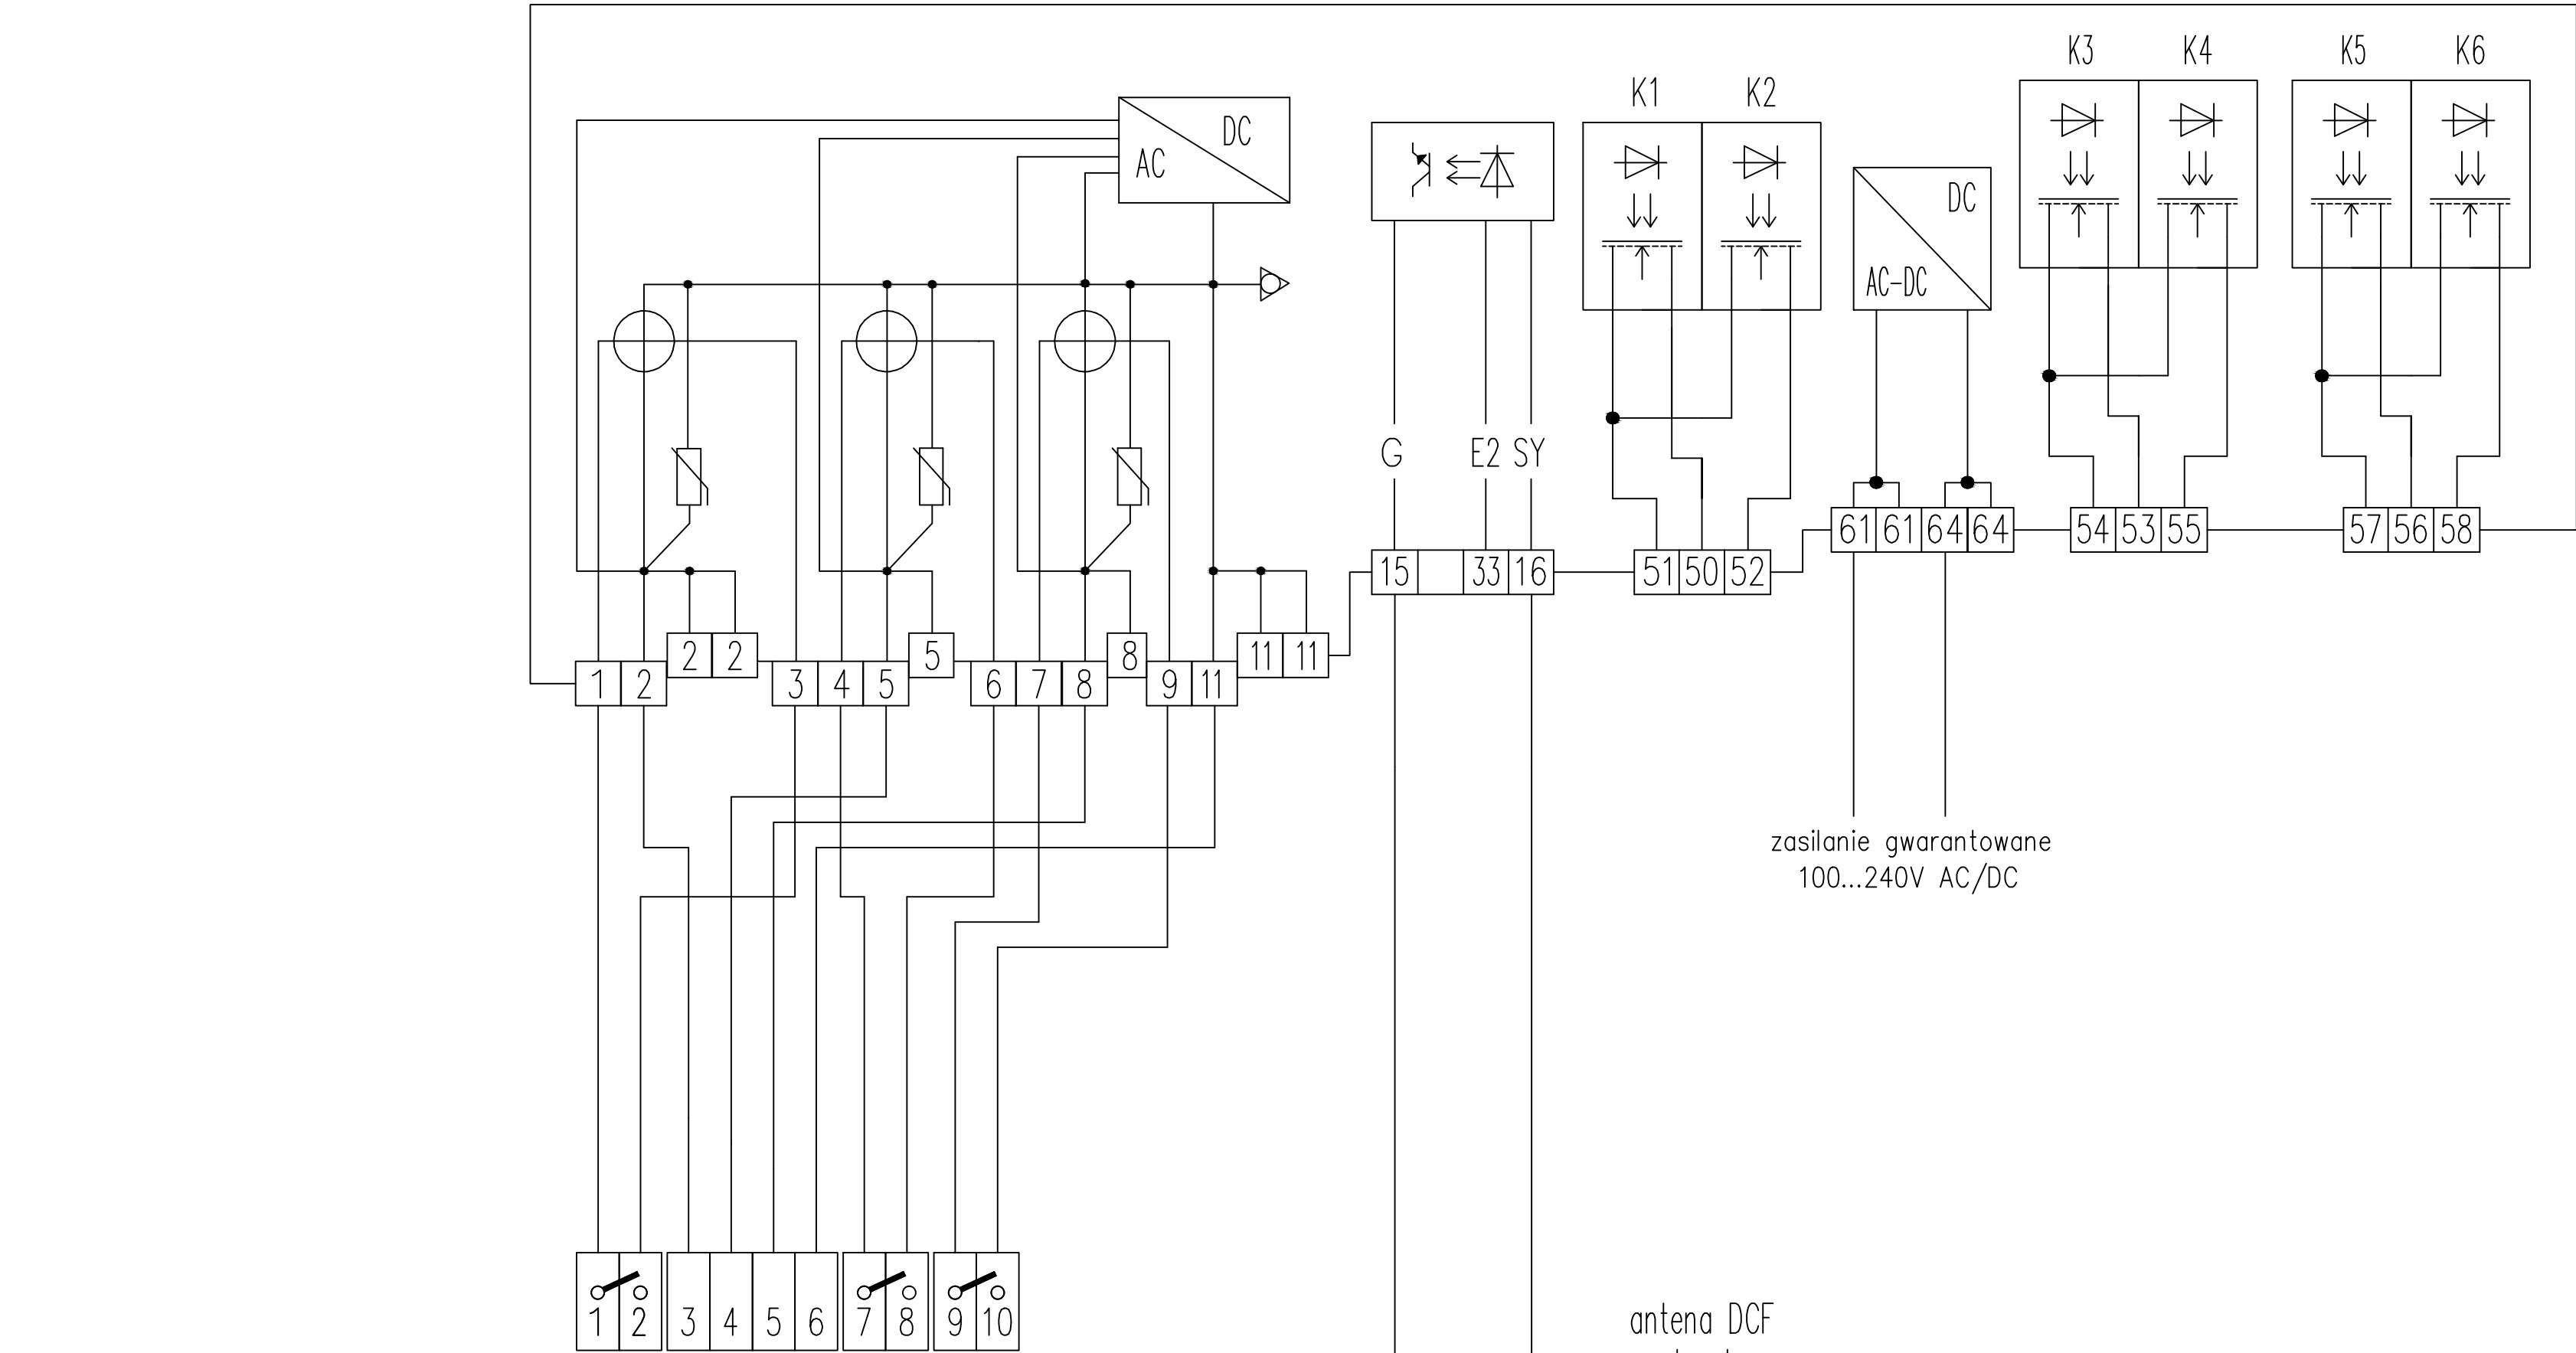 K3 K4 K5 K6
K1 K2
DC
AC
DC
AC-DC
G E2 SY
61 61 64 64 54 53 55 57 56 58
15 33 16 51 50 52
2 2 5 8 11 11
1 2 3 4 5 6 7 8 9 11
zasilanie gwarantowane
100...240V AC/DC
antena DCF
1 2 3 4 5 6 7 8 9 10